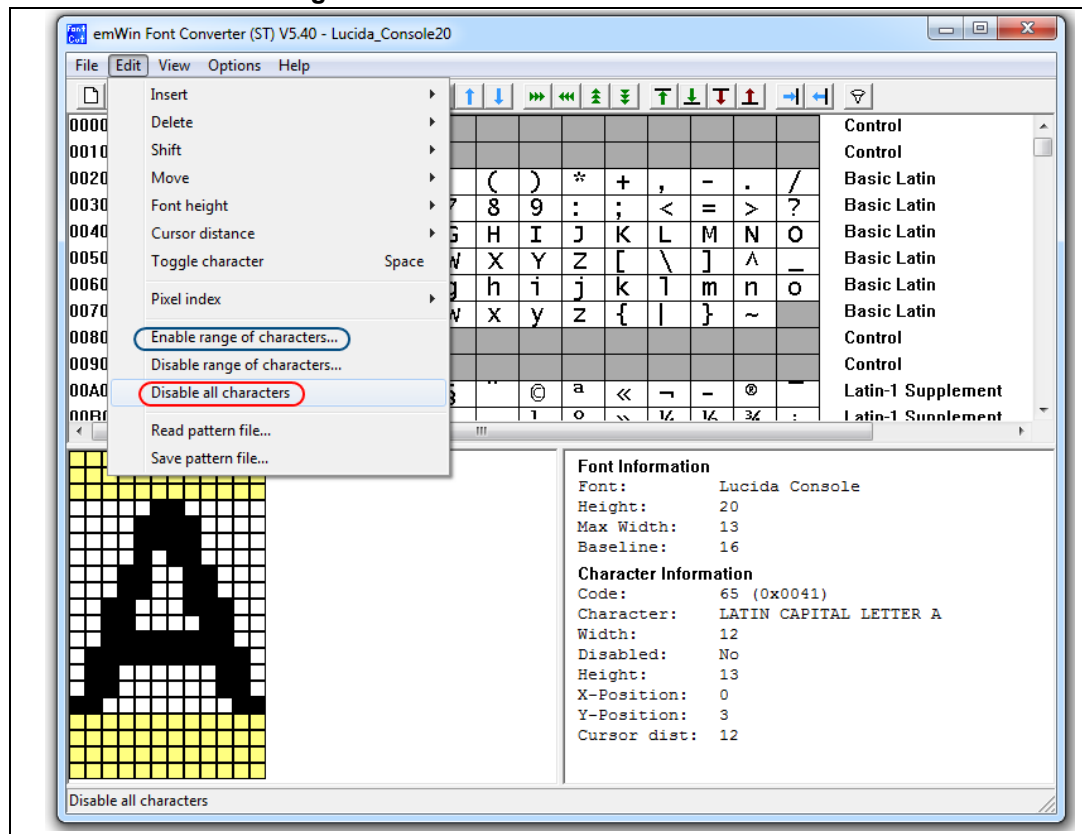 emWin Font Converter (ST) V5.40 - Lucida_Console20
File Edit View Options Help
Insert
Delete
Shift
Move
Font height
Cursor distance
Toggle character Space
Pixel index
Enable range of characters...
Disable range of characters...
Disable all characters
Read pattern file...
Save pattern file...
0000 Control
0010 Control
0020 ( ) * + , - . / Basic Latin
0030 7 8 9 : ; < = > ? Basic Latin
0040 G H I J K L M N O Basic Latin
0050 W X Y Z [ \ ] ^ _ Basic Latin
0060 g h i j k l m n o Basic Latin
0070 w x y z { | } ~ Basic Latin
0080 Control
0090 Control
00A0 § ¨ © ª « ¬ - ® ¯ Latin-1 Supplement
00B0 Latin-1 Supplement
Font Information
Font: Lucida Console
Height: 20
Max Width: 13
Baseline: 16
Character Information
Code: 65 (0x0041)
Character: LATIN CAPITAL LETTER A
Width: 12
Disabled: No
Height: 13
X-Position: 0
Y-Position: 3
Cursor dist: 12
Disable all characters